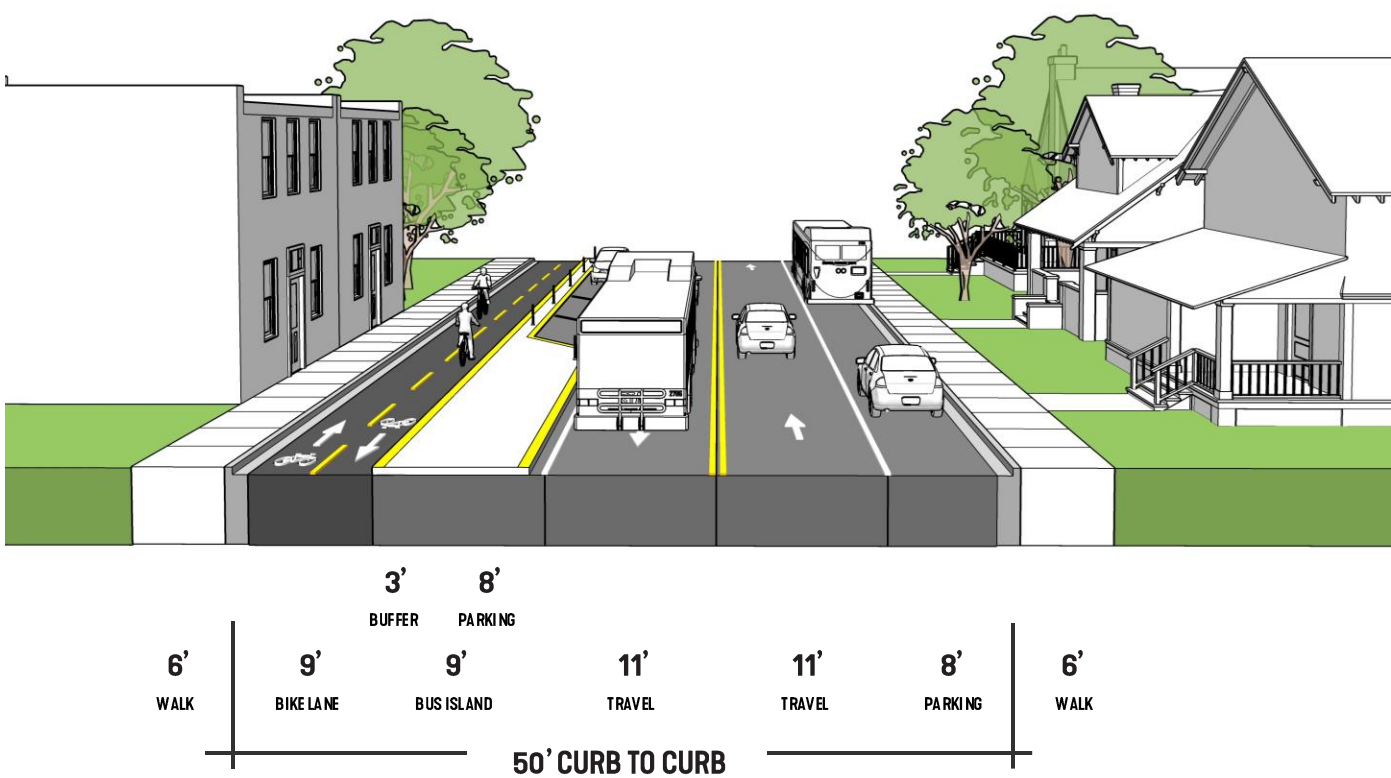 3’ 8’
BUFFER PARKING
6’ 9’ 9’ 11’ 11’ 8’ 6’
WALK BIKE LANE BUS ISLAND TRAVEL TRAVEL PARKING WALK
50’ CURB TO CURB